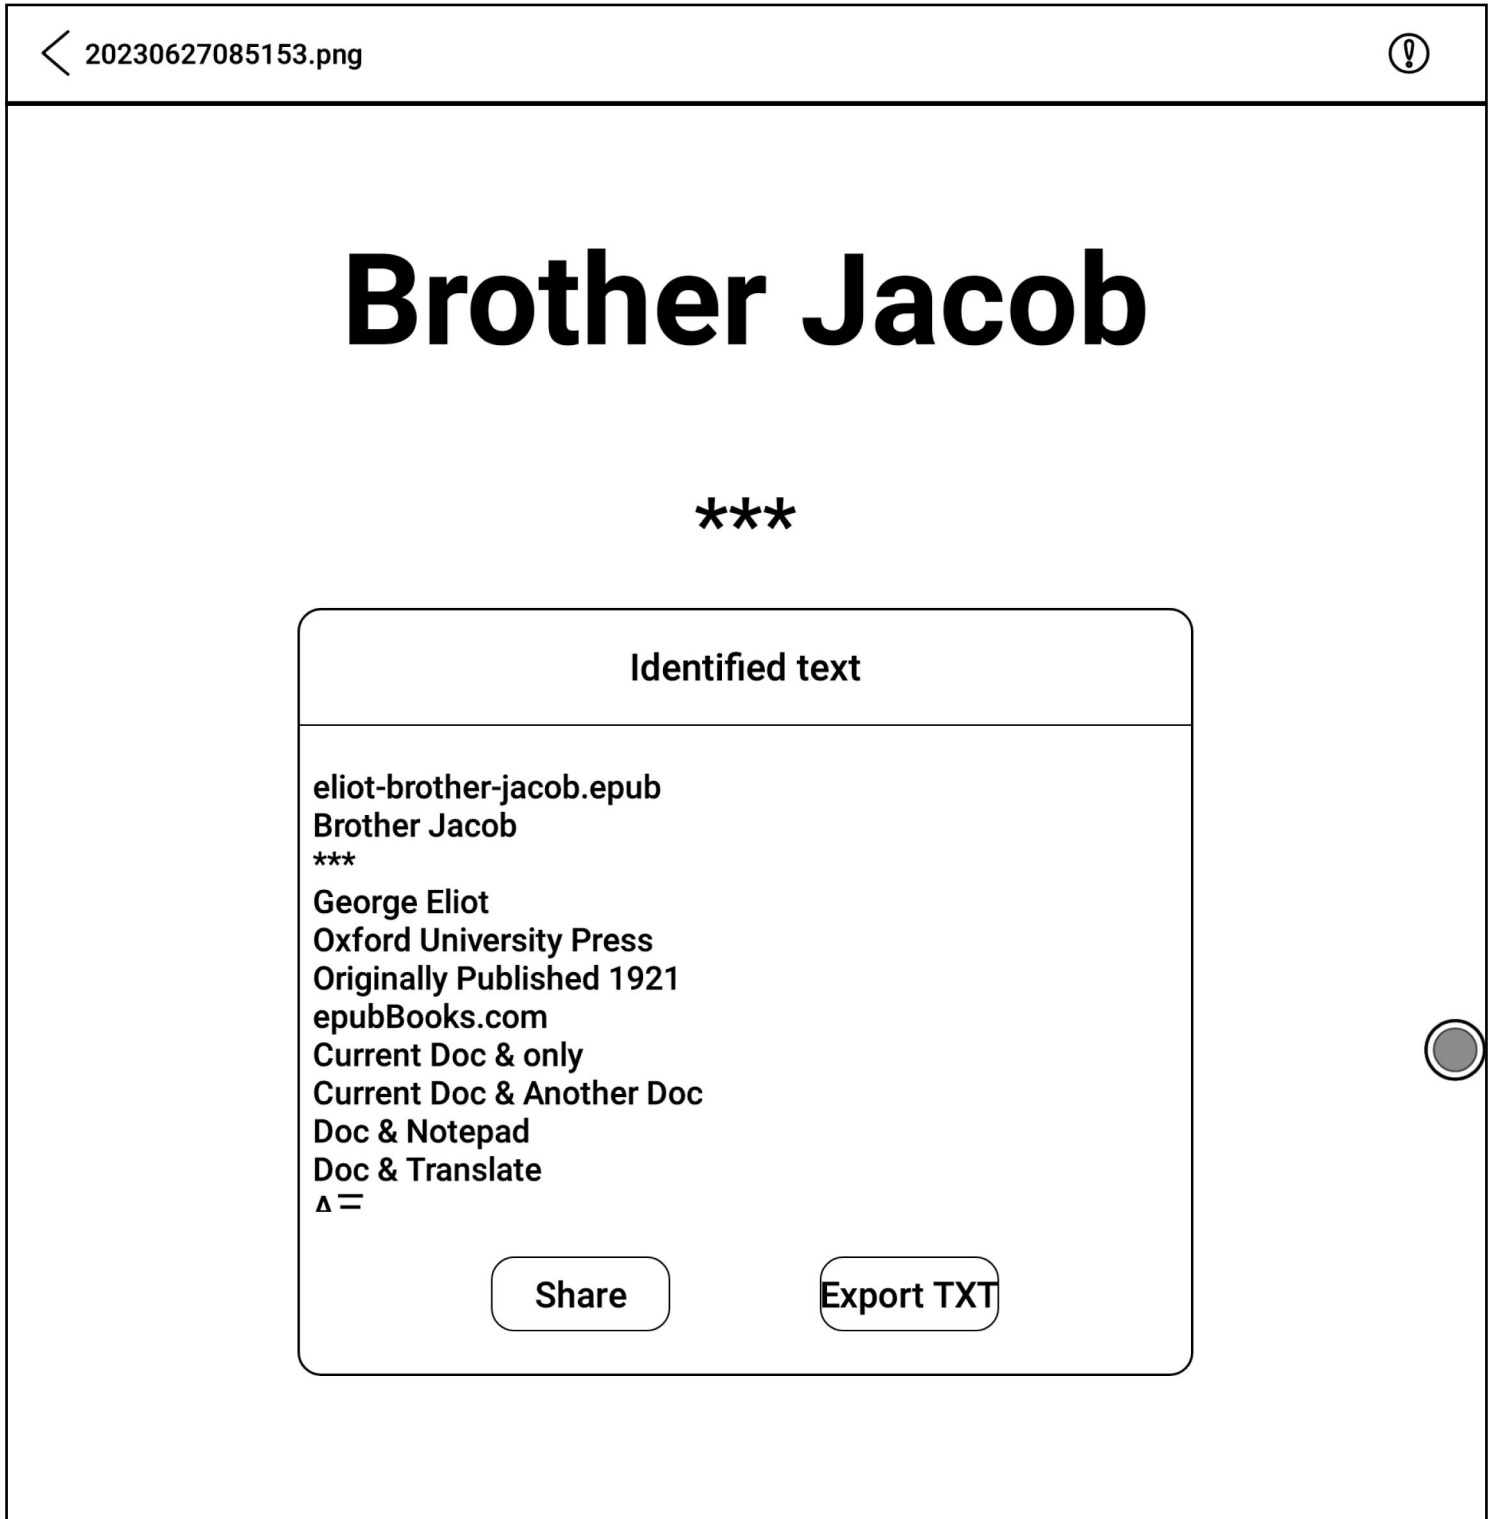 20230627085153.png
Brother Jacob
***
Identified text
eliot-brother-jacob.epub
Brother Jacob
***
George Eliot
Oxford University Press
Originally Published 1921
epubBooks.com
Current Doc & only
Current Doc & Another Doc
Doc & Notepad
Doc & Translate
Share
Export TXT